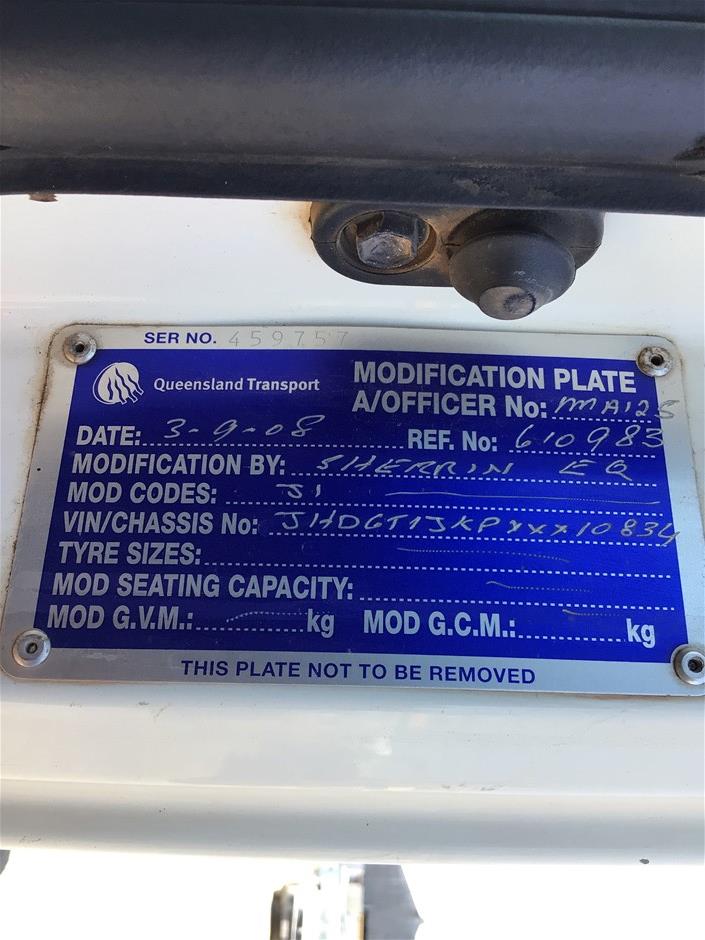 SER NO. 459757
Queensland Transport
MODIFICATION PLATE
A/OFFICER No: MA125
DATE: 3-9-08 REF. No: 610983
MODIFICATION BY: SHERRIN EQ
MOD CODES: J1
VIN/CHASSIS No: JHDGT1JKPXXX10834
TYRE SIZES:
MOD SEATING CAPACITY:
MOD G.V.M.: kg MOD G.C.M.: kg
THIS PLATE NOT TO BE REMOVED